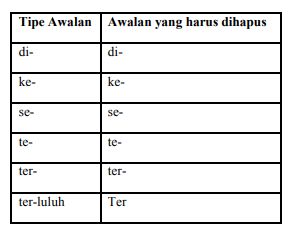 Tipe Awalan Awalan yang harus dihapus
di- di-
ke- ke-
se- se-
te- te-
ter- ter-
ter-luluh Ter